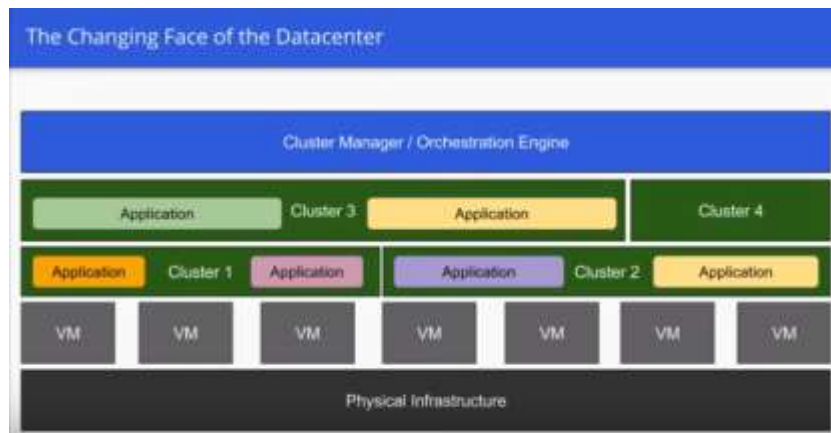 The Changing Face of the Datacenter
Cluster Manager / Orchestration Engine
Application Cluster 3 Application Cluster 4
Application Cluster 1 Application Application Cluster 2 Application
VM VM VM VM VM VM VM
Physical Infrastructure